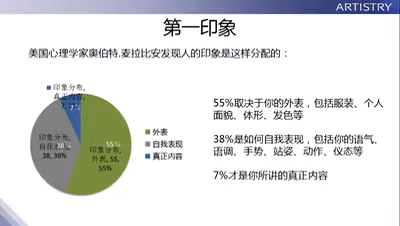 ARTISTRY
第一印象
美国心理学家奥伯特.麦拉比安发现人的印象是这样分配的：
印象分布,
真正内容,
7,
7%
印象分布,
自我表现,
38, 38%
38%
55%
印象分布,
外表, 55,
55%
外表
自我表现
真正内容
55%取决于你的外表，包括服装、个人
面貌、体形、发色等
38%是如何自我表现，包括你的语气、
语调、手势、站姿、动作、仪态等
7%才是你所讲的真正内容